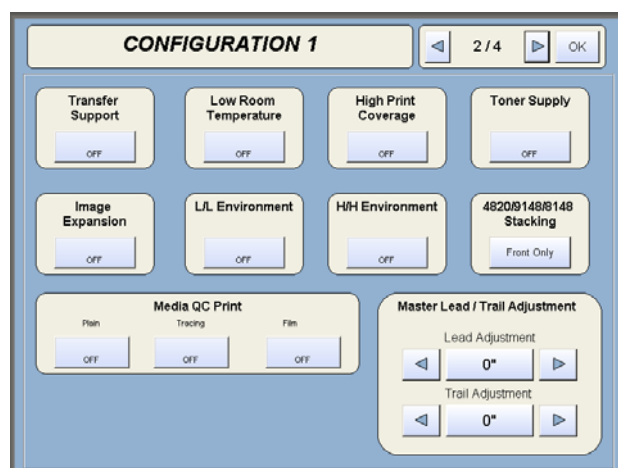 CONFIGURATION 1
2/4
OK
Transfer
Support
OFF
Low Room
Temperature
OFF
High Print
Coverage
OFF
Toner Supply
OFF
Image
Expansion
OFF
L/L Environment
OFF
H/H Environment
OFF
4820/9148/8148
Stacking
Front Only
Media QC Print
Plain
Tracing
Film
OFF
OFF
OFF
Master Lead / Trail Adjustment
Lead Adjustment
0"
Trail Adjustment
0"